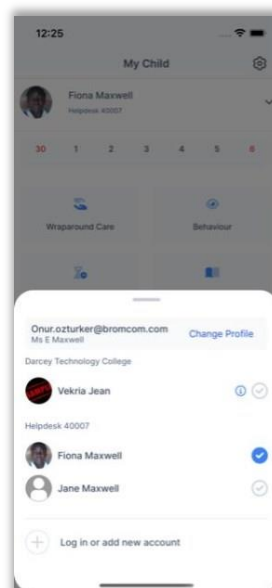 12:25
My Child
Fiona Maxwell
Helpdesk 40007
30 1 2 3 4 5 6
Wraparound Care Behaviour
Onur.ozturker@bromcom.com
Ms E Maxwell
Change Profile
Darcey Technology College
Vekria Jean
Helpdesk 40007
Fiona Maxwell
Jane Maxwell
Log in or add new account